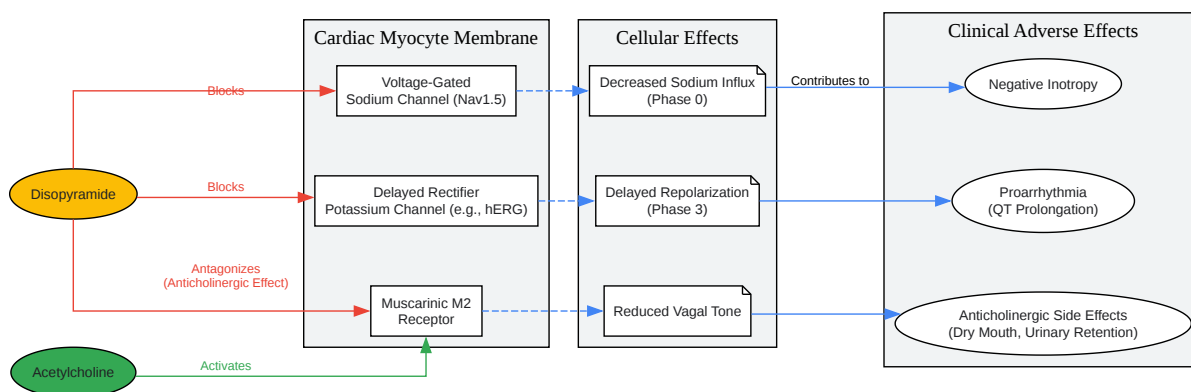 Cardiac Myocyte Membrane
Cellular Effects
Clinical Adverse Effects
Blocks
Voltage-Gated
Sodium Channel (Nav1.5)
Decreased Sodium Influx
(Phase 0)
Contributes to
Negative Inotropy
Disopyramide
Blocks
Delayed Rectifier
Potassium Channel (e.g., hERG)
Delayed Repolarization
(Phase 3)
Proarrhythmia
(QT Prolongation)
Antagonizes
(Anticholinergic Effect)
Muscarinic M2
Receptor
Reduced Vagal Tone
Anticholinergic Side Effects
(Dry Mouth, Urinary Retention)
Acetylcholine
Activates